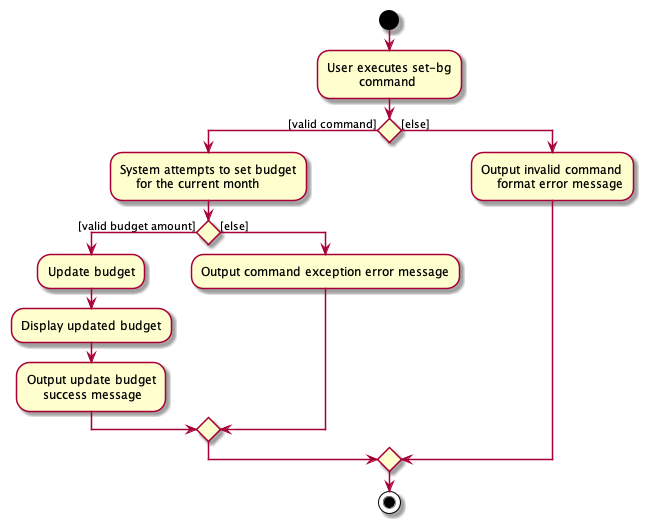 User executes set-bg
command
[valid command]
[else]
System attempts to set budget
for the current month
Output invalid command
format error message
[valid budget amount]
[else]
Update budget
Output command exception error message
Display updated budget
Output update budget
success message